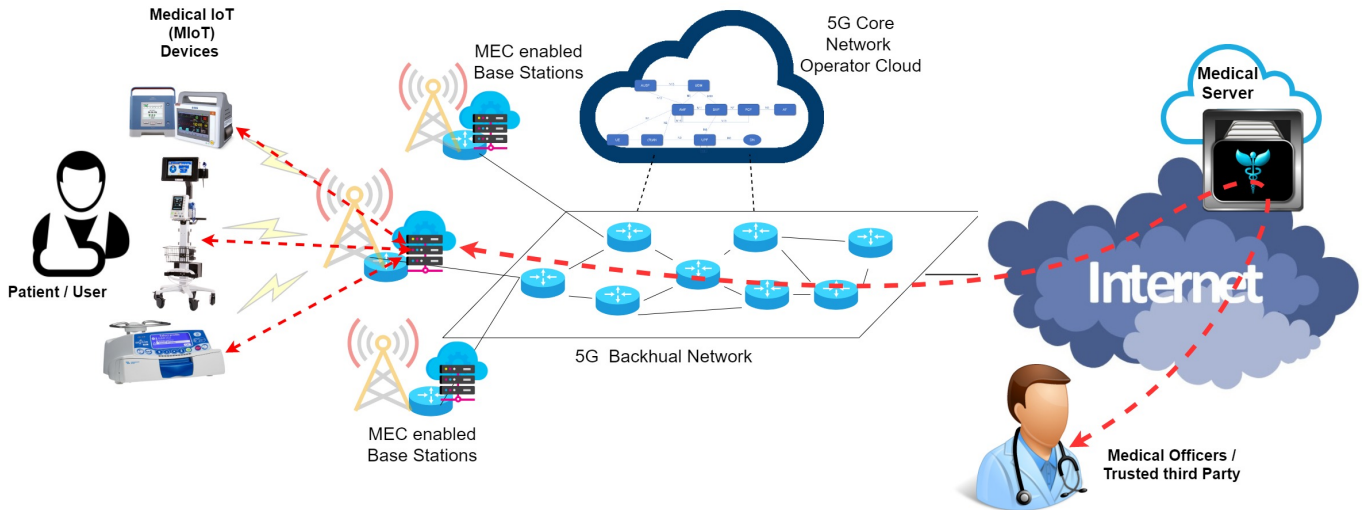 Medical IoT
(MIoT)
Devices
MEC enabled
Base Stations
5G Core
Network
Operator Cloud
Medical
Server
Patient / User
Internet
5G  Backhual Network
MEC enabled
Base Stations
Medical Officers /
Trusted third Party